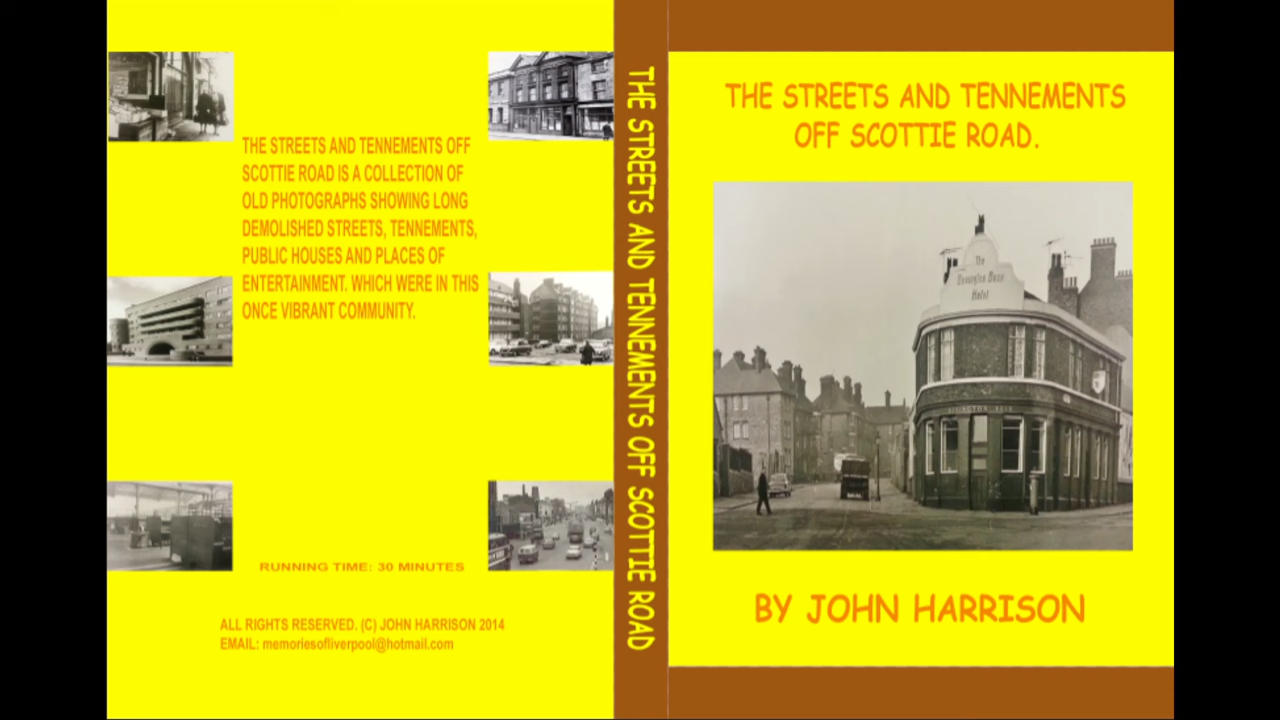 THE STREETS AND TENNEMENTS OFF
SCOTTIE ROAD IS A COLLECTION OF
OLD PHOTOGRAPHS SHOWING LONG
DEMOLISHED STREETS, TENNEMENTS,
PUBLIC HOUSES AND PLACES OF
ENTERTAINMENT. WHICH WERE IN THIS
ONCE VIBRANT COMMUNITY.
RUNNING TIME: 30 MINUTES
ALL RIGHTS RESERVED. (C) JOHN HARRISON 2014
EMAIL: memoriesofliverpool@hotmail.com
THE STREETS AND TENNEMENTS OFF SCOTTIE ROAD
THE STREETS AND TENNEMENTS
OFF SCOTTIE ROAD.
The
Hotel
BY JOHN HARRISON